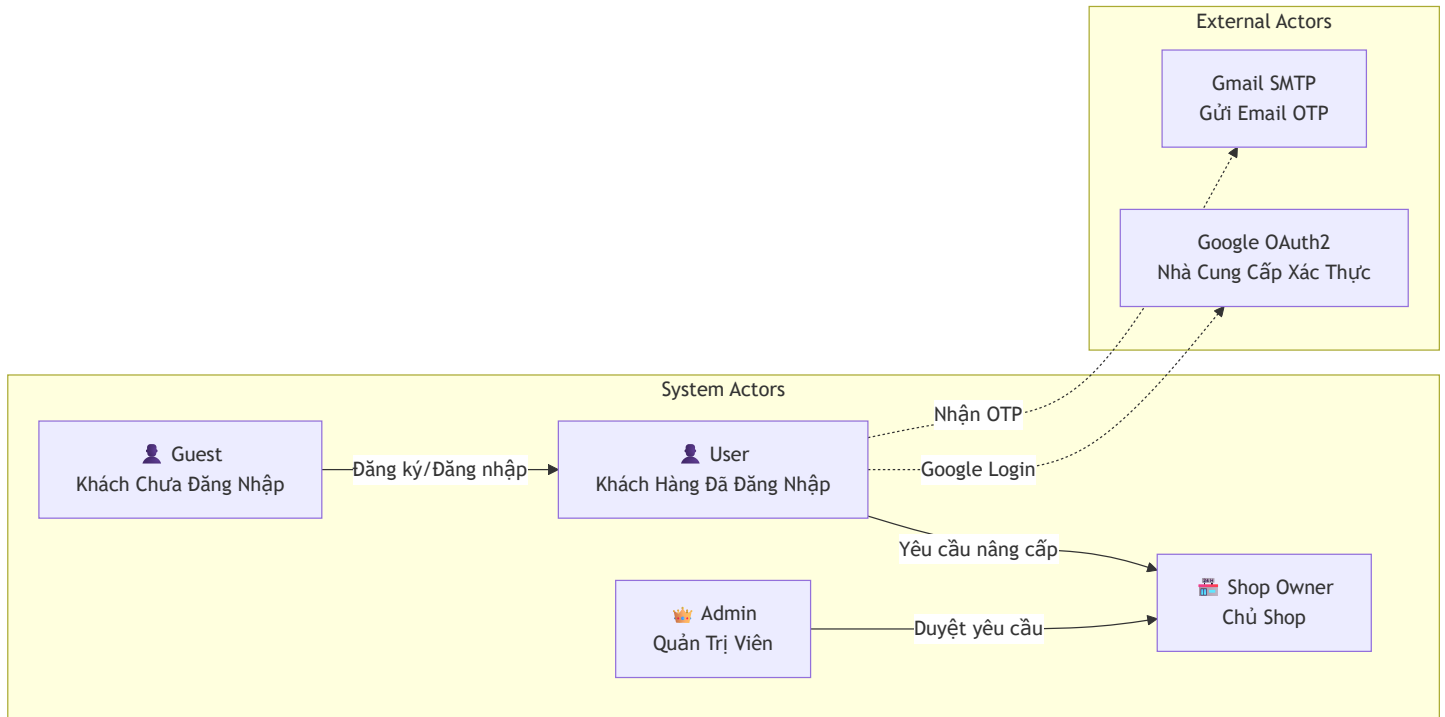 External Actors
Gmail SMTP
Gửi Email OTP
Google OAuth2
Nhà Cung Cấp Xác Thực
System Actors
Nhận OTP
👤 Guest
Khách Chưa Đăng Nhập
Đăng ký/Đăng nhập
👤 User
Khách Hàng Đã Đăng Nhập
Google Login
Yêu cầu nâng cấp
🏪 Shop Owner
Chủ Shop
👑 Admin
Quản Trị Viên
Duyệt yêu cầu